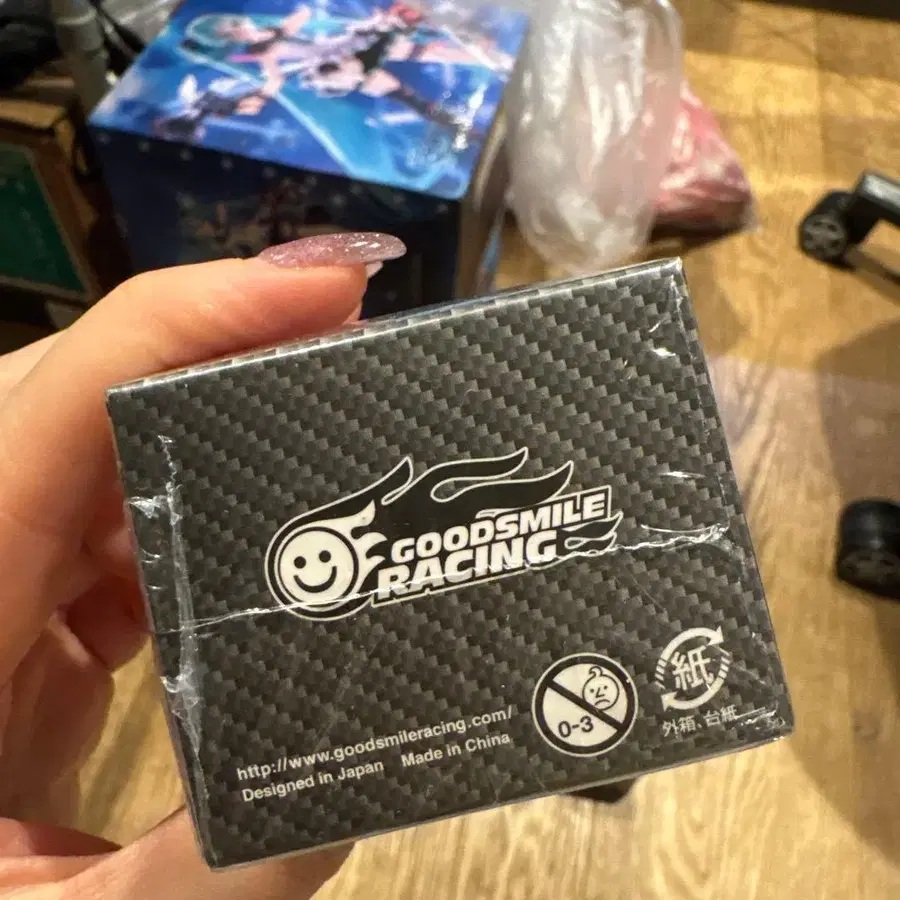 GOODSMILE
RACING
http://www.goodsmileracing.com/
Designed in Japan Made in China
0-3
紙
外箱、台紙